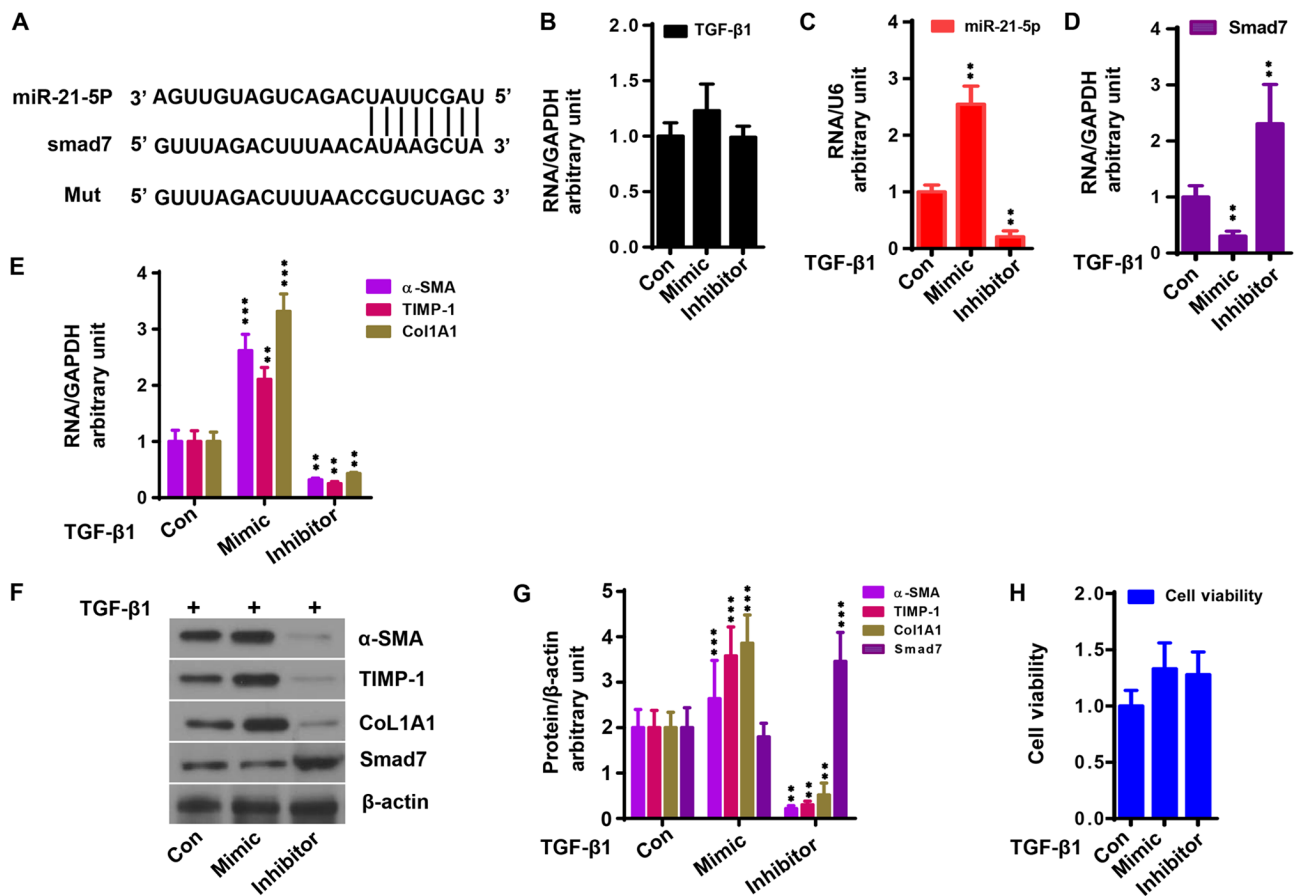 A
miR-21-5P 3’ AGUUGUAGUCAGACUAUUCGAU 5’
smad7 5’ GUUUAGACUUUAACAUAAGCUA 3’
Mut 5’ GUUUAGACUUUAACCGUCUAGC 3’
B
TGF-β1
RNA/GAPDH
arbitrary unit
1.5
1.0
0.5
0.0
Con
Mimic
Inhibitor
C
miR-21-5p
RNA/U6
arbitrary unit
4
3
2
1
0
**
**
TGF-β1
Con
Mimic
Inhibitor
D
Smad7
RNA/GAPDH
arbitrary unit
4
3
2
1
0
**
**
TGF-β1
Con
Mimic
Inhibitor
E
α-SMA
TIMP-1
Col1A1
RNA/GAPDH
arbitrary unit
4
3
2
1
0
***
**
***
**
**
**
TGF-β1
Con
Mimic
Inhibitor
F
TGF-β1 + + +
α-SMA
TIMP-1
CoL1A1
Smad7
β-actin
Con
Mimic
Inhibitor
G
α-SMA
TIMP-1
Col1A1
Smad7
Protein/β-actin
arbitrary unit
5
4
3
2
1
0
***
***
***
**
**
**
***
TGF-β1
Con
Mimic
Inhibitor
H
Cell viability
Cell viability
2.0
1.5
1.0
0.5
0.0
TGF-β1
Con
Mimic
Inhibitor